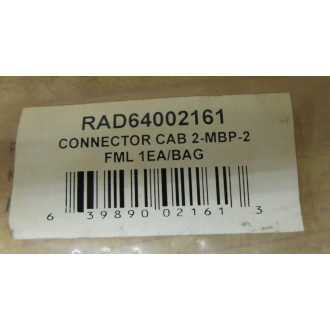 RAD64002161
CONNECTOR CAB 2-MBP-2
FML 1EA/BAG
6 39890 02161 3